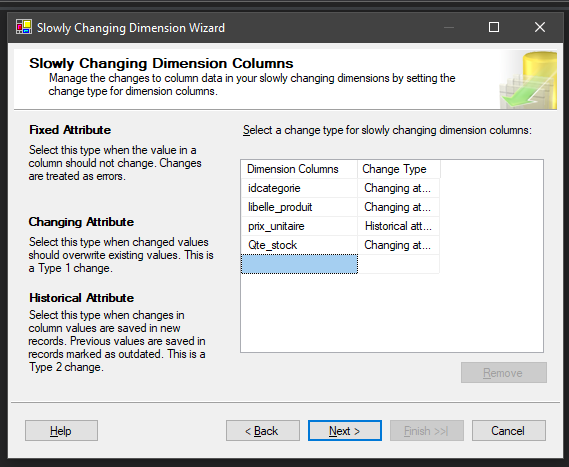 Slowly Changing Dimension Wizard
Slowly Changing Dimension Columns
Manage the changes to column data in your slowly changing dimensions by setting the
change type for dimension columns.
Fixed Attribute
Select this type when the value in a
column should not change. Changes
are treated as errors.
Changing Attribute
Select this type when changed values
should overwrite existing values. This is
a Type 1 change.
Historical Attribute
Select this type when changes in
column values are saved in new
records. Previous values are saved in
records marked as outdated. This is a
Type 2 change.
Select a change type for slowly changing dimension columns:
Dimension Columns Change Type
idcategorie Changing at...
libelle_produit Changing at...
prix_unitaire Historical att...
Qte_stock Changing at...
Remove
Help
< Back
Next >
Finish >>|
Cancel